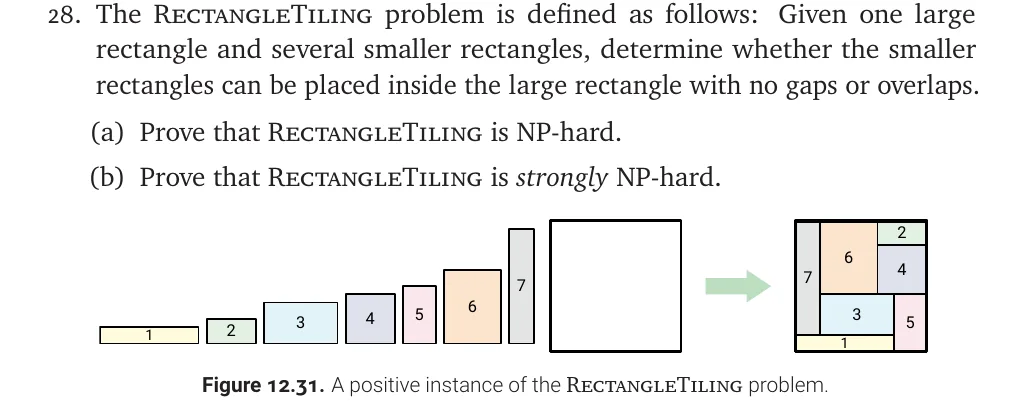 28. The RECTANGLETILING problem is defined as follows: Given one large
rectangle and several smaller rectangles, determine whether the smaller
rectangles can be placed inside the large rectangle with no gaps or overlaps.
(a) Prove that RECTANGLETILING is NP-hard.
(b) Prove that RECTANGLETILING is strongly NP-hard.
1 2 3 4 5 6 7
2
6
4
7
3
5
1
Figure 12.31. A positive instance of the RECTANGLETILING problem.